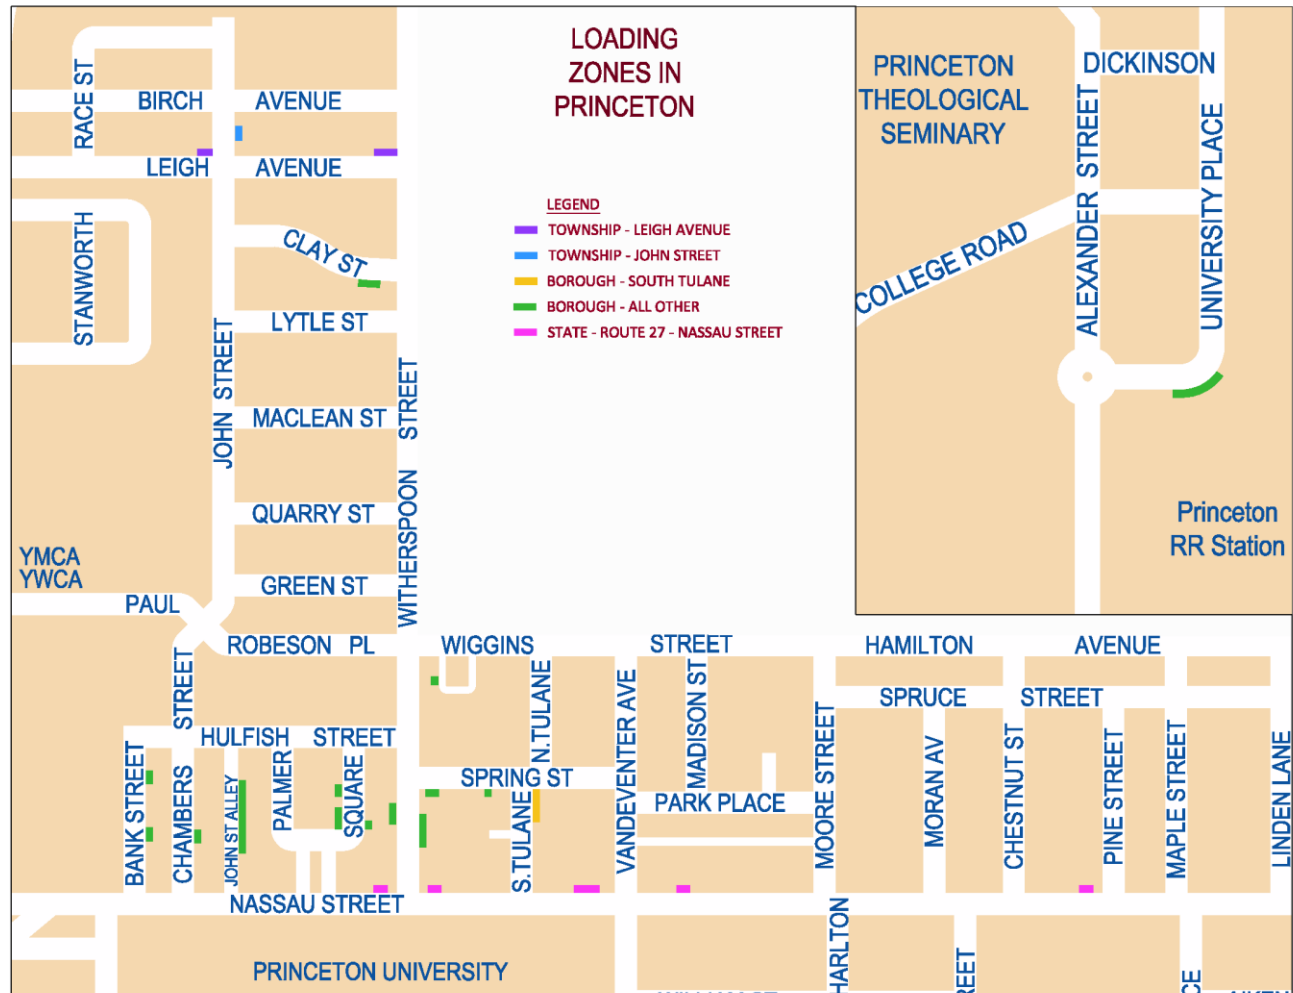 LOADING
ZONES IN
PRINCETON
LEGEND
TOWNSHIP - LEIGH AVENUE
TOWNSHIP - JOHN STREET
BOROUGH - SOUTH TULANE
BOROUGH - ALL OTHER
STATE - ROUTE 27 - NASSAU STREET
RACE ST
BIRCH AVENUE
LEIGH AVENUE
STANWORTH
CLAY ST
LYTLE ST
JOHN STREET
MACLEAN ST
WITHERSPOON STREET
QUARRY ST
YMCA
YWCA
GREEN ST
PAUL
ROBESON PL
PRINCETON
THEOLOGICAL
SEMINARY
DICKINSON
ALEXANDER STREET
UNIVERSITY PLACE
COLLEGE ROAD
Princeton
RR Station
WIGGINS STREET
HAMILTON AVENUE
SPRUCE STREET
CHAMBERS STREET
HULFISH STREET
BANK STREET
JOHN ST ALLEY
PALMER SQUARE
N.TULANE
SPRING ST
S.TULANE
VANDEVENTER AVE
MADISON ST
PARK PLACE
MOORE STREET
MORAN AV
CHESTNUT ST
PINE STREET
MAPLE STREET
LINDEN LANE
NASSAU STREET
PRINCETON UNIVERSITY
HARLTON
REET
CE